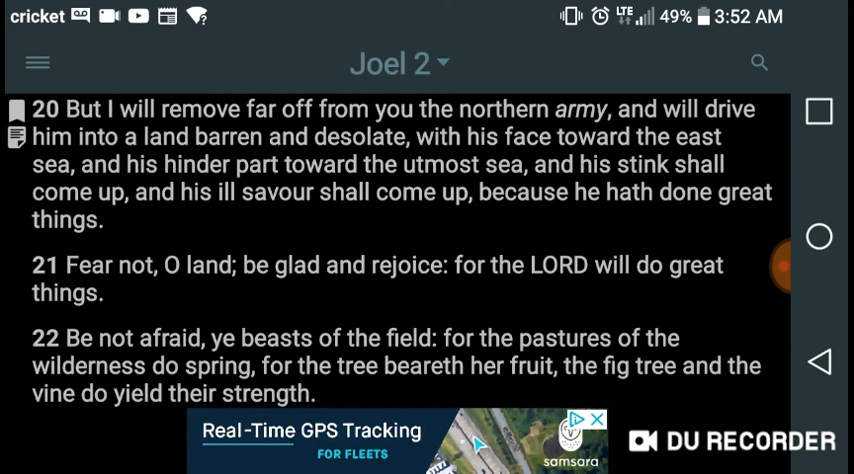 cricket 49% 3:52 AM
LTE
Joel 2
20 But I will remove far off from you the northern army, and will drive
him into a land barren and desolate, with his face toward the east
sea, and his hinder part toward the utmost sea, and his stink shall
come up, and his ill savour shall come up, because he hath done great
things.
21 Fear not, O land; be glad and rejoice: for the LORD will do great
things.
22 Be not afraid, ye beasts of the field: for the pastures of the
wilderness do spring, for the tree beareth her fruit, the fig tree and the
vine do yield their strength.
Real-Time GPS Tracking
FOR FLEETS
samsara
DU RECORDER